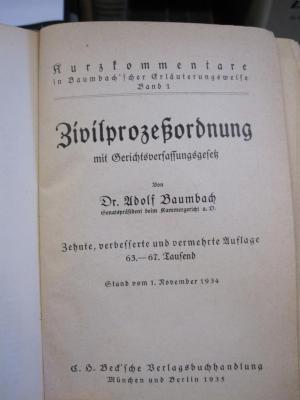 Kurzkommentare
in Baumbach'scher Erläuterungsweise
Band 1
Zivilprozeßordnung
mit Gerichtsverfassungsgesetz
Von
Dr. Adolf Baumbach
Senatspräsident beim Kammergericht a. D.
Zehnte, verbesserte und vermehrte Auflage
63.—67. Tausend
Stand vom 1. November 1934
C. H. Beck'sche Verlagsbuchhandlung
München und Berlin 1935